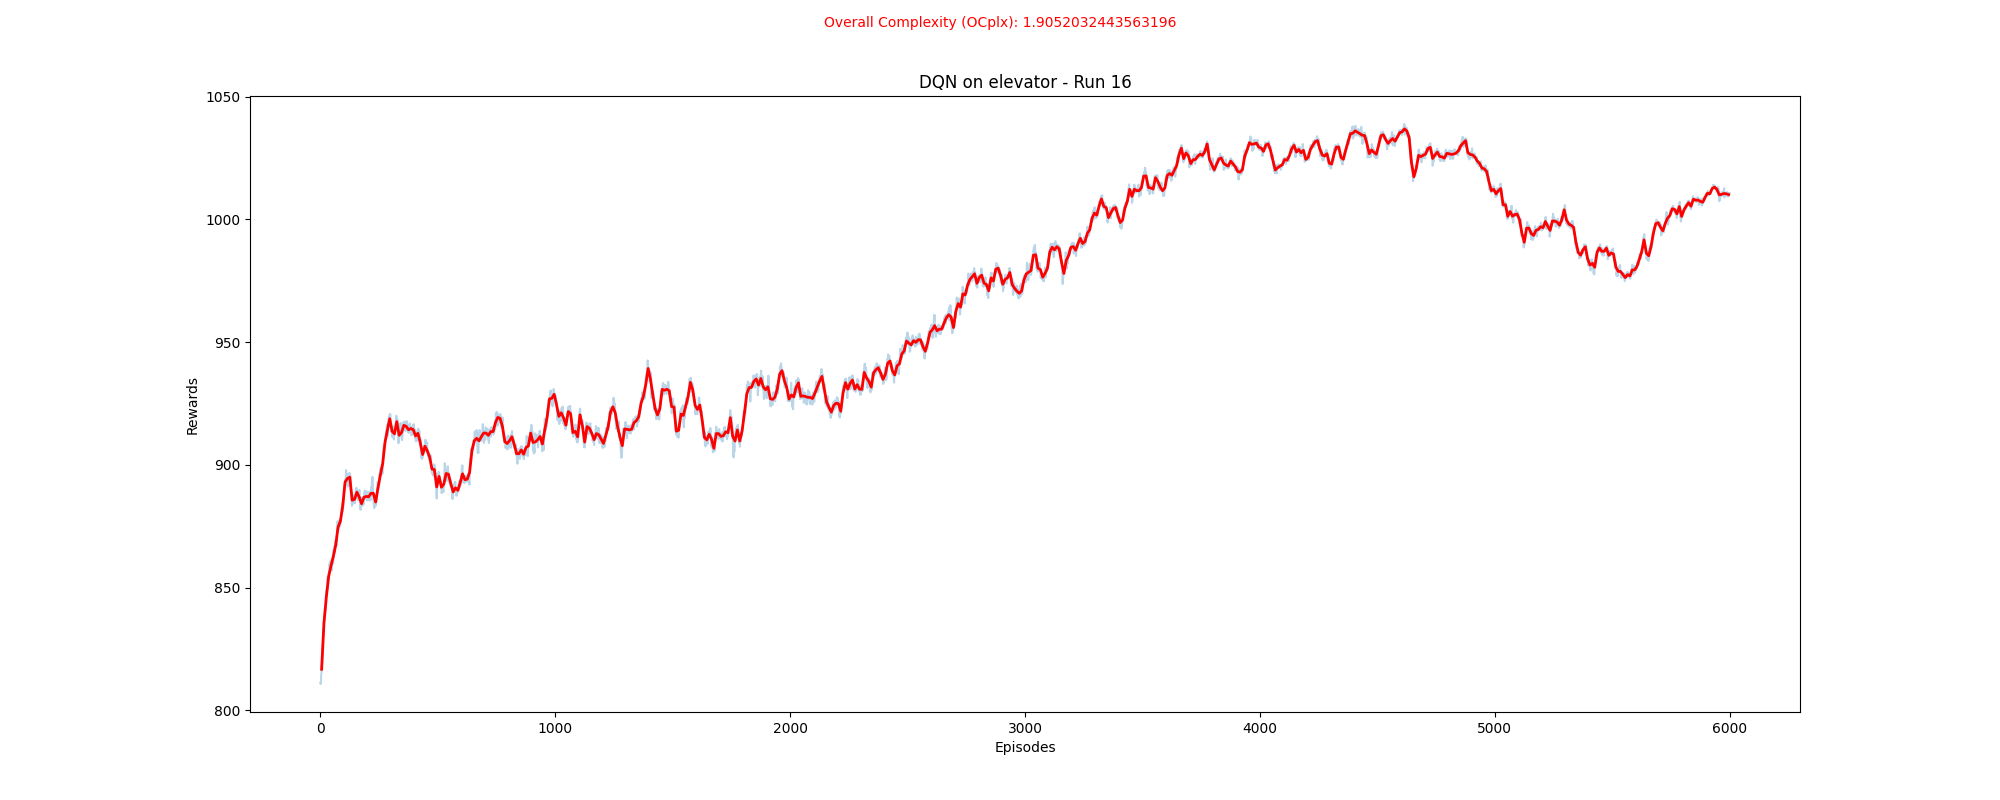 Overall Complexity (OCplx): 1.9052032443563196
DQN on elevator - Run 16
1050
1000
950
900
850
800
Rewards
0 1000 2000 3000 4000 5000 6000
Episodes